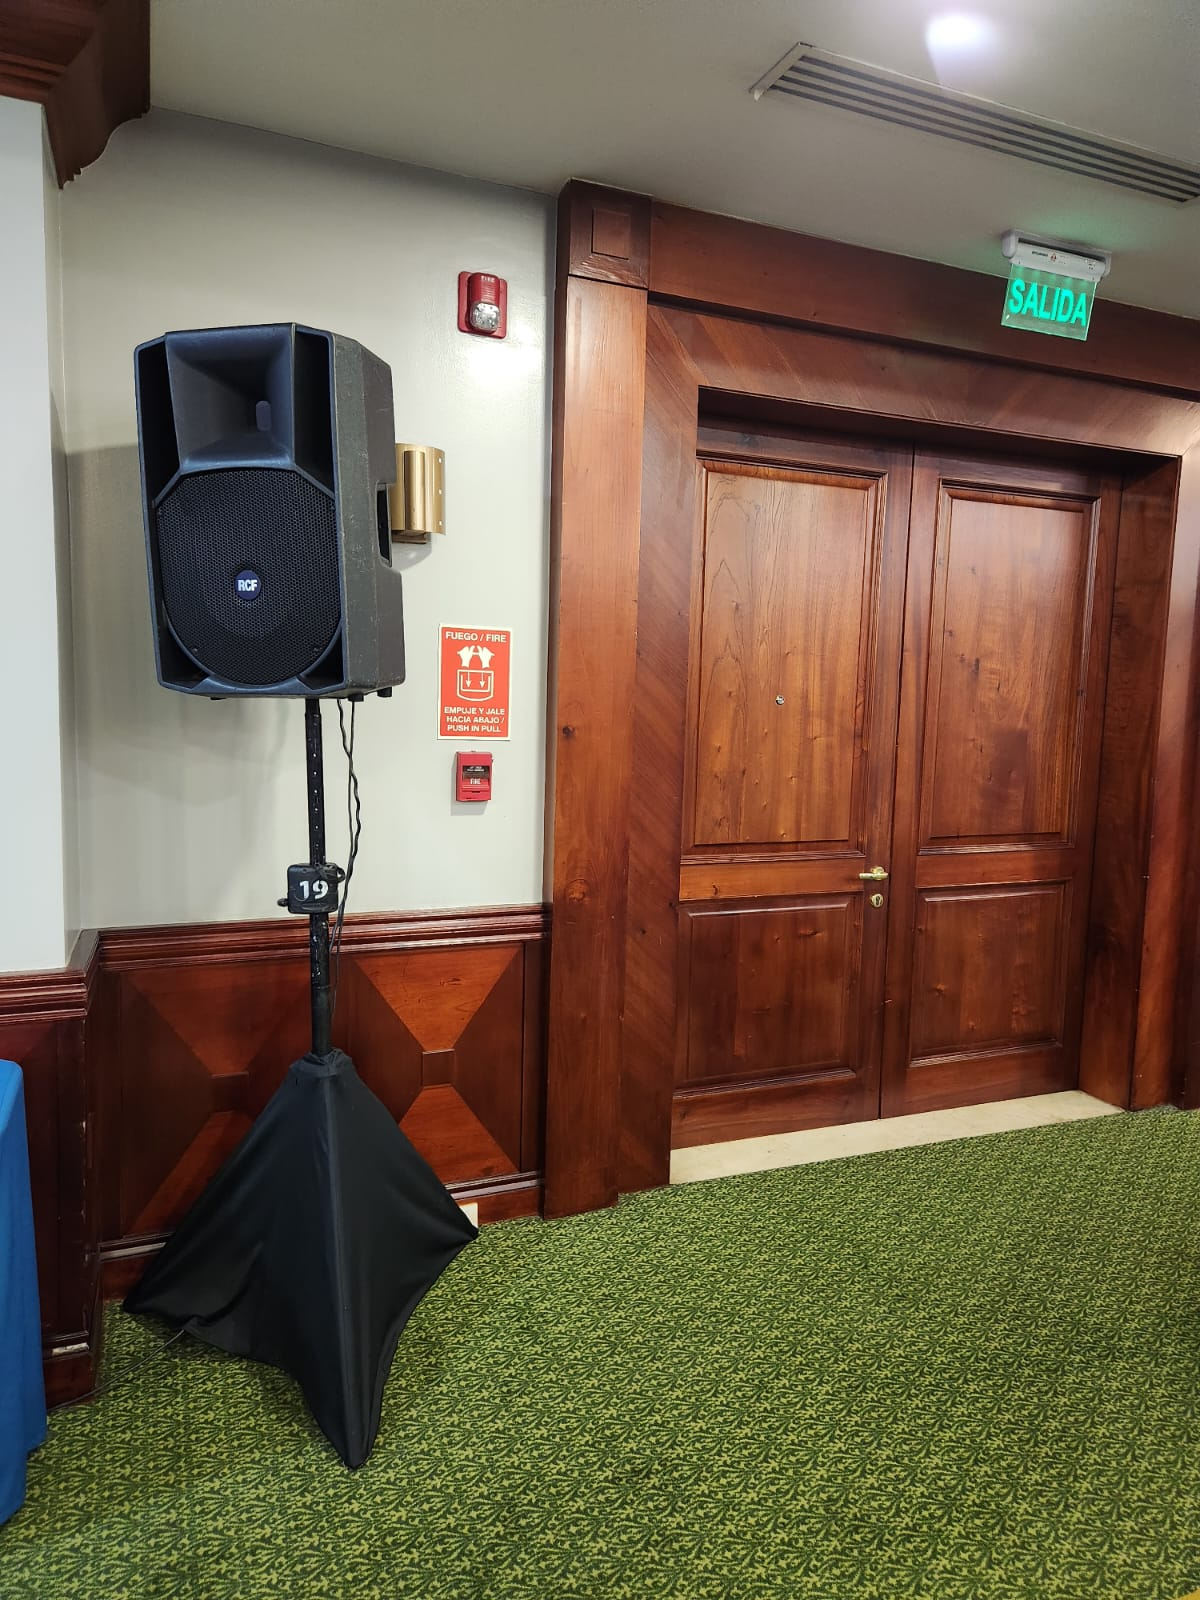 FIRE
SALIDA
RCF
FUEGO / FIRE
EMPUJE Y JALE
HACIA ABAJO /
PUSH IN PULL
FIRE
19